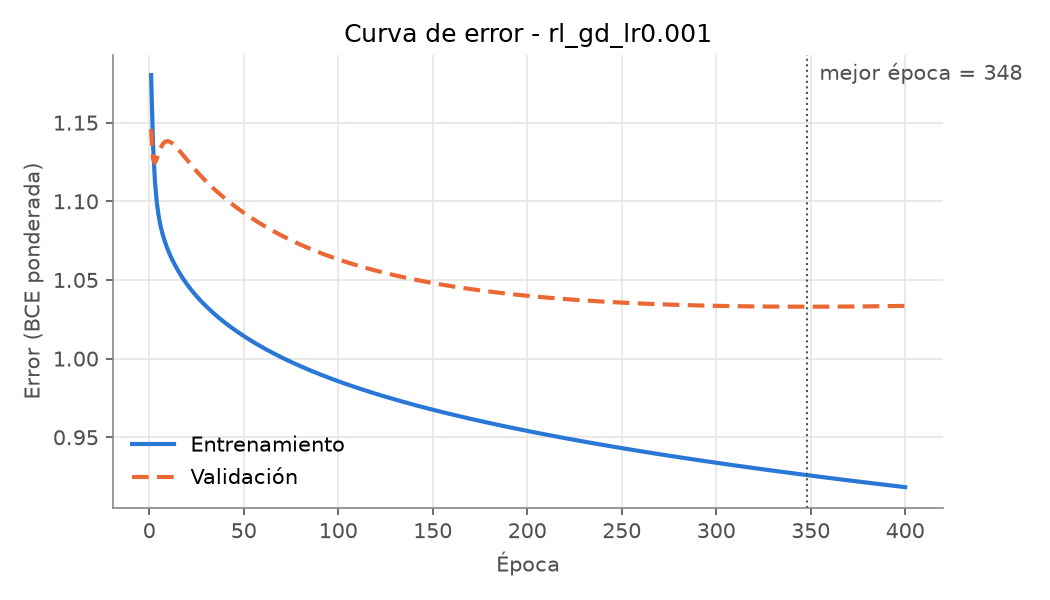 Curva de error - rl_gd_lr0.001
mejor época = 348
Error (BCE ponderada)
1.15
1.10
1.05
1.00
0.95
Entrenamiento
Validación
0 50 100 150 200 250 300 350 400
Época